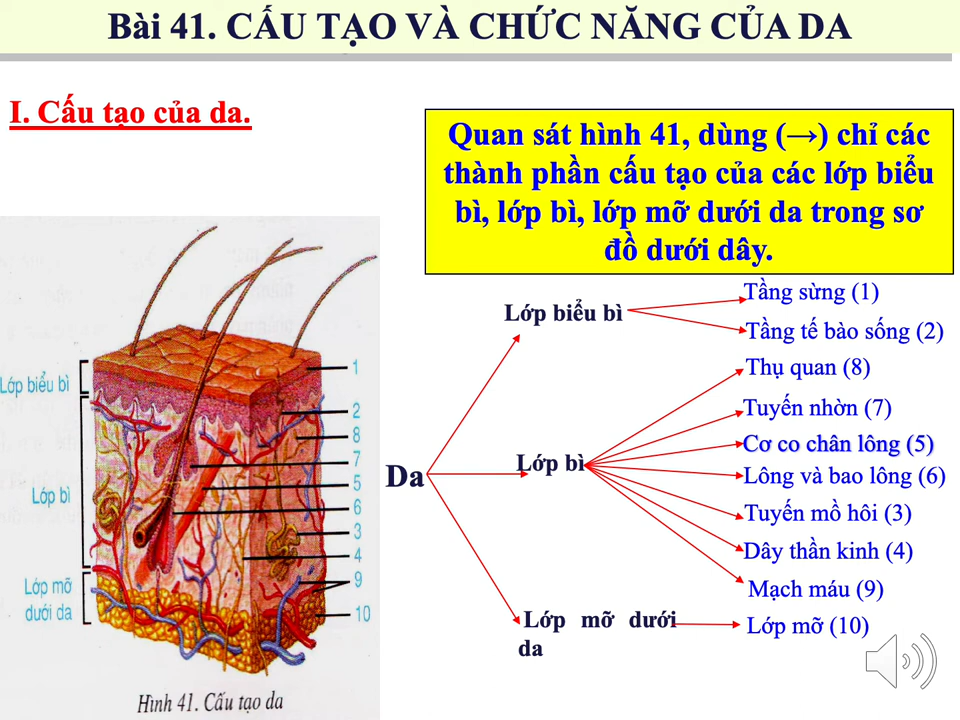 Bài 41. CẤU TẠO VÀ CHỨC NĂNG CỦA DA
I. Cấu tạo của da.
Quan sát hình 41, dùng (→) chỉ các
thành phần cấu tạo của các lớp biểu
bì, lớp bì, lớp mỡ dưới da trong sơ
đồ dưới dây.
Lớp biểu bì
Lớp bì
Lớp mỡ
dưới da
1
2
8
7
5
6
3
4
9
10
Hình 41. Cấu tạo da
Da
Lớp biểu bì
Tầng sừng (1)
Tầng tế bào sống (2)
Lớp bì
Thụ quan (8)
Tuyến nhờn (7)
Cơ co chân lông (5)
Lông và bao lông (6)
Tuyến mồ hôi (3)
Dây thần kinh (4)
Mạch máu (9)
Lớp mỡ dưới
da
Lớp mỡ (10)